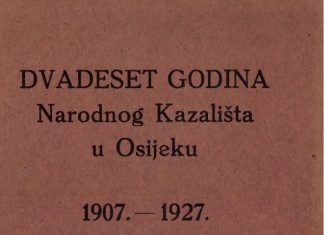 DVADESET GODINA
Narodnog Kazališta
u Osijeku
1907. — 1927.